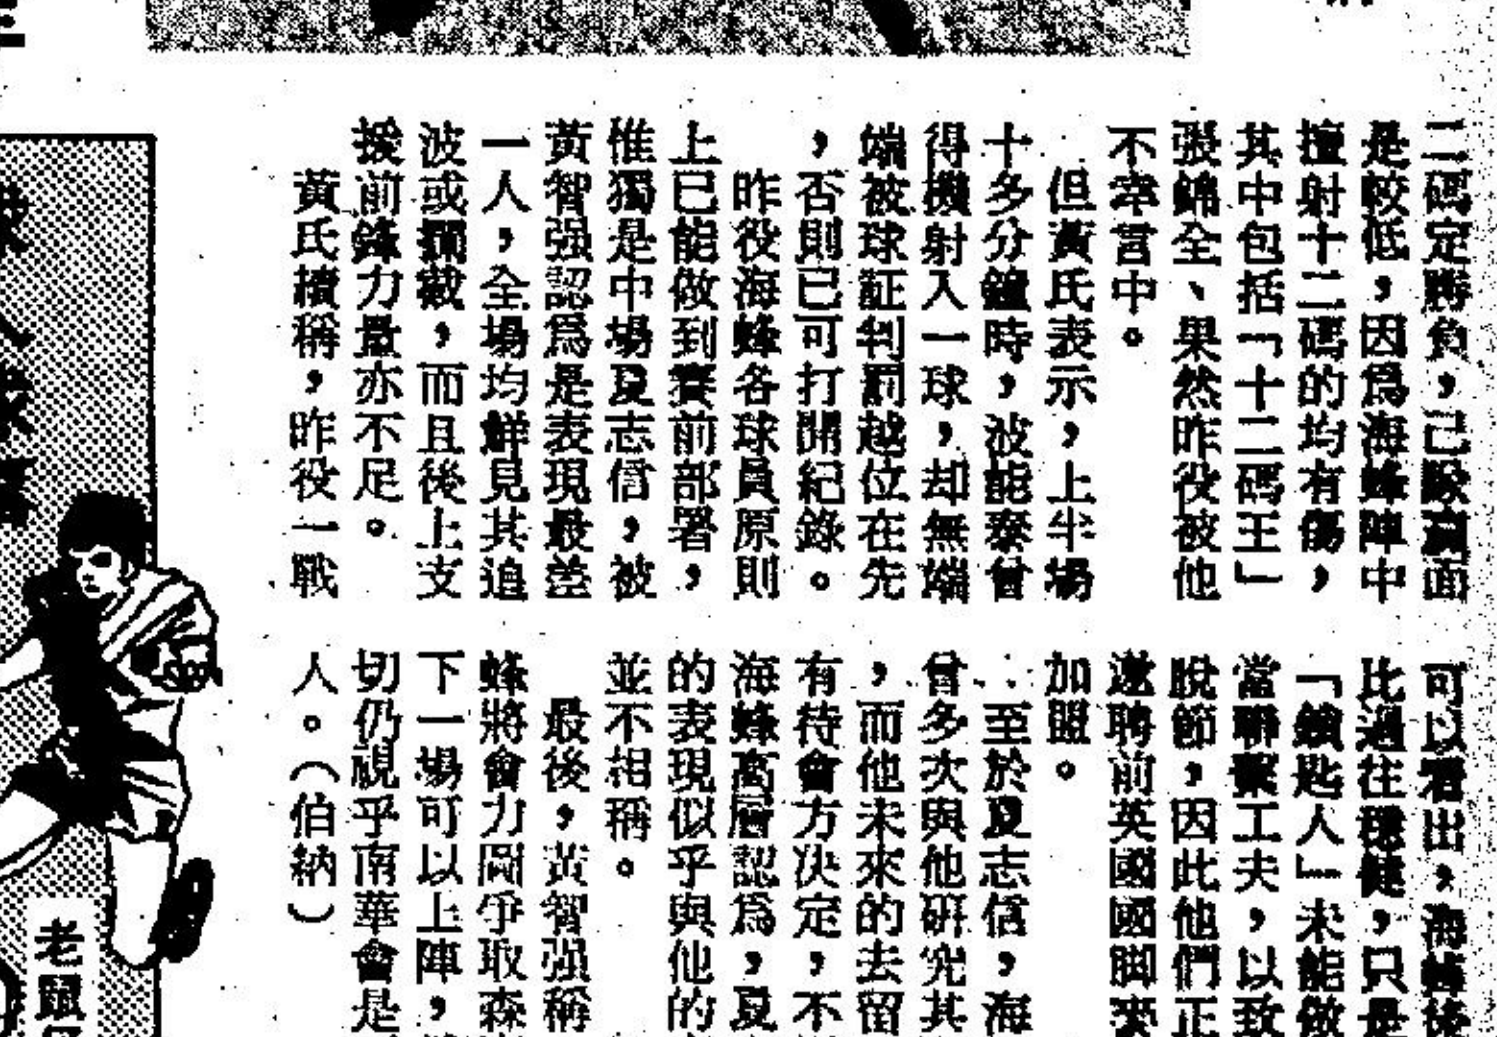 二碼定勝負，己隊贏面
是較低，因爲海蜂陣中
擅射十二碼的均有傷，
其中包括「十二碼王」
張錦全、果然昨役被他
不幸言中。
但黃氏表示，上半場
十多分鐘時，波能泰曾
得機射入一球，却無端
端被球証判罰越位在先
，否則已可打開紀錄。
昨役海蜂各球員原則
上已能做到賽前部署，
惟獨是中場夏志信，被
黃智强認爲是表現最差
一人，全場均鮮見其追
波或攔截，而且後上支
援前鋒力量亦不足。
黃氏續稱，昨役一戰
可以看出，海蜂後
比過往穩健，只是
「鎖匙人」未能做
當聯繫工夫，以致
脫節，因此他們正
邀聘前英國國脚麥
加盟。
至於夏志信，海
曾多次與他研究其
，而他未來的去留
有待會方決定，不
海蜂高層認爲，夏
的表現似乎與他的
並不相稱。
最後，黃智强稱
蜂將會力圖爭取森
下一場可以上陣，
切仍視乎南華會是
人。（伯納）
老鼠